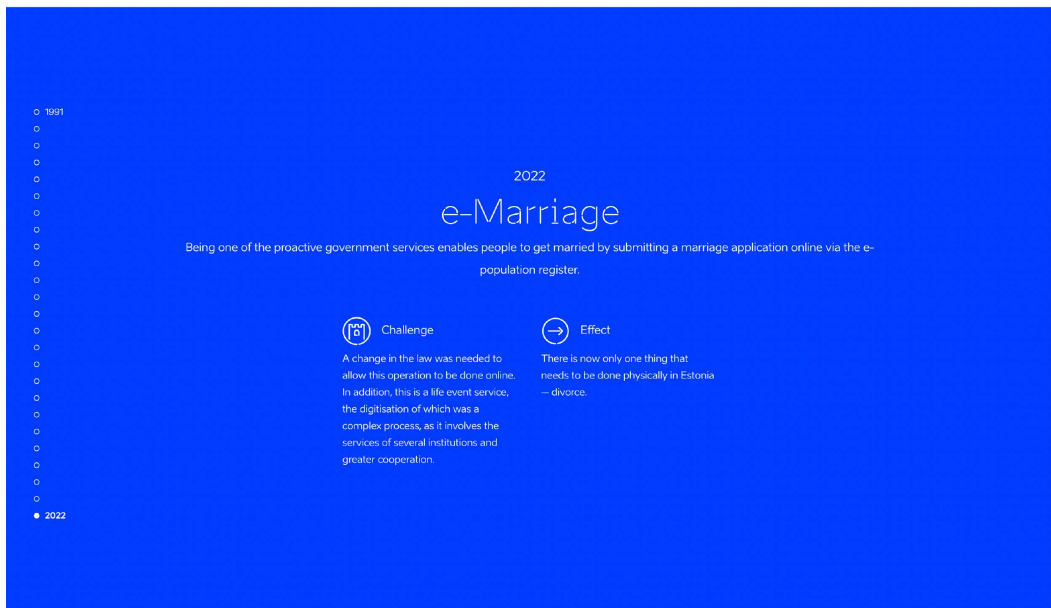 1991
2022
e-Marriage
Being one of the proactive government services enables people to get married by submitting a marriage application online via the e-
population register.
Challenge
A change in the law was needed to
allow this operation to be done online.
In addition, this is a life event service,
the digitisation of which was a
complex process, as it involves the
services of several institutions and
greater cooperation.
Effect
There is now only one thing that
needs to be done physically in Estonia
— divorce.
2022